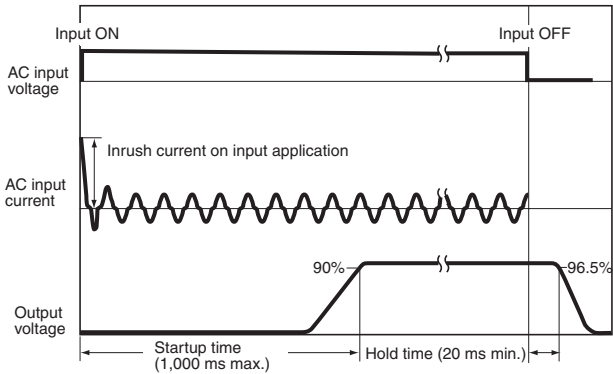 Input ON
Input OFF
AC input
voltage
Inrush current on input application
AC input
current
90%
96.5%
Output
voltage
Startup time
(1,000 ms max.)
Hold time (20 ms min.)